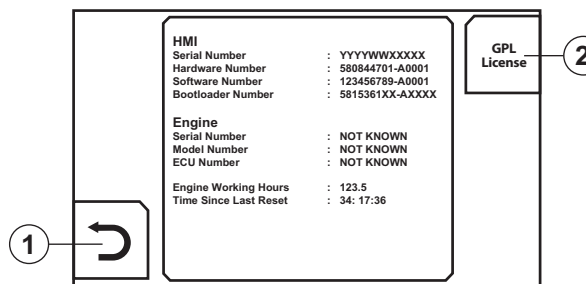 HMI
Serial Number : YYYYWWXXXXX
Hardware Number : 580844701-A0001
Software Number : 123456789-A0001
Bootloader Number : 5815361XX-AXXXX
Engine
Serial Number : NOT KNOWN
Model Number : NOT KNOWN
ECU Number : NOT KNOWN
Engine Working Hours : 123.5
Time Since Last Reset : 34: 17:36
GPL
License
2
1